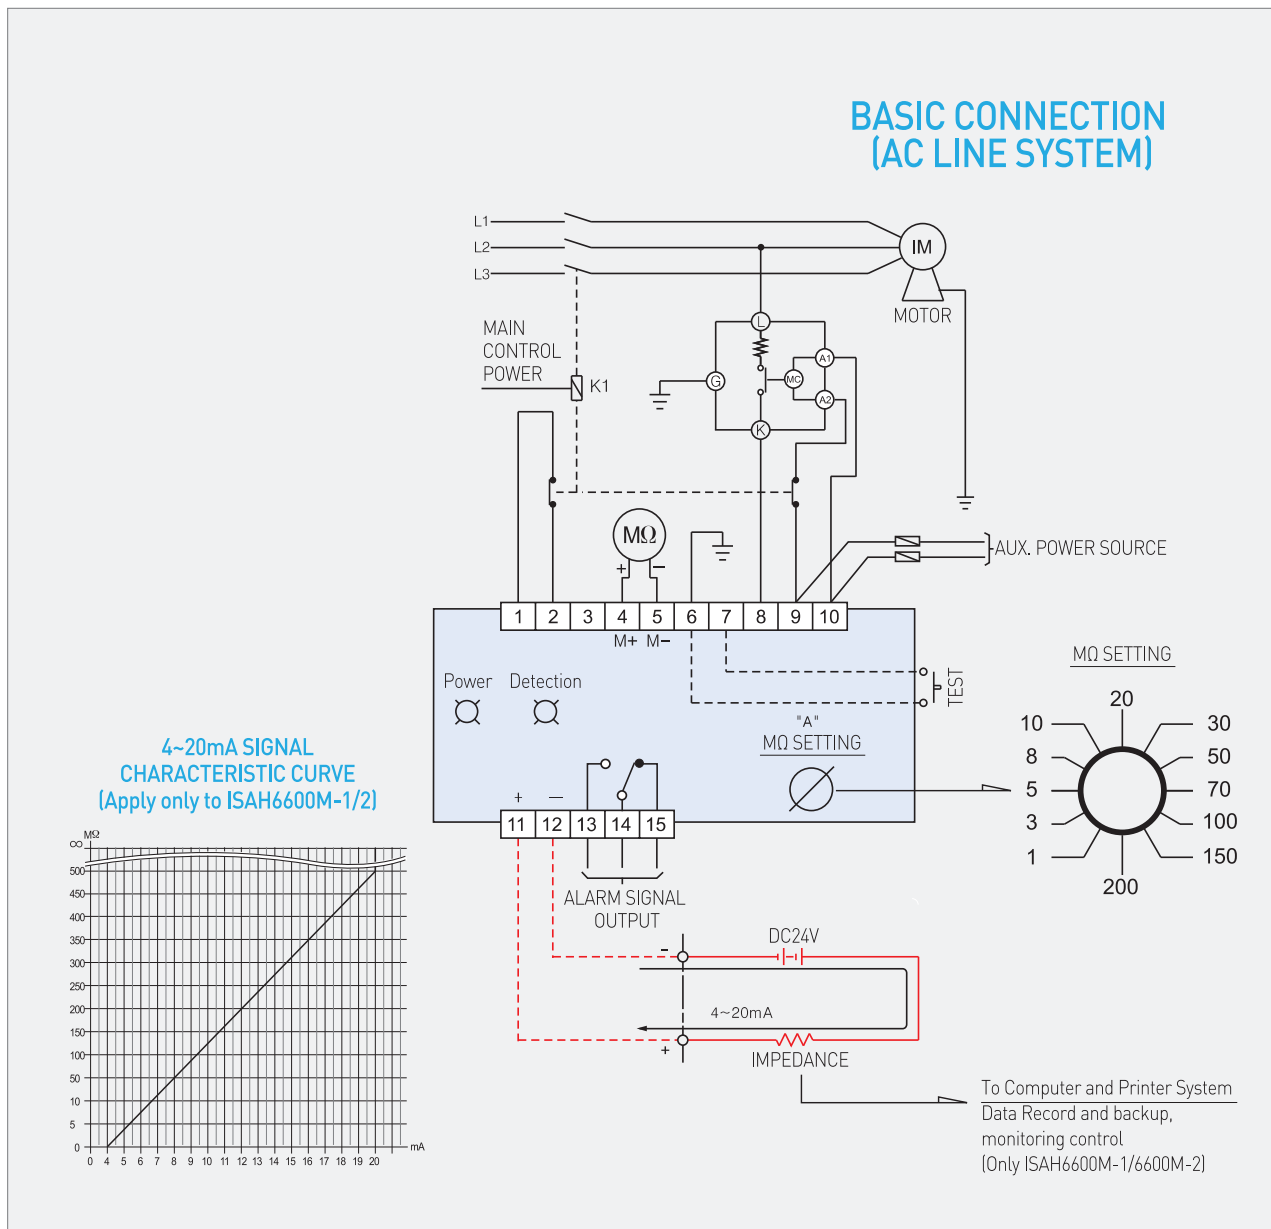 BASIC CONNECTION
(AC LINE SYSTEM)
L1
L2
L3
IM
MOTOR
MAIN
CONTROL
POWER
K1
L
G
MC
A1
A2
K
MΩ
+ −
AUX. POWER SOURCE
1 2 3 4 5 6 7 8 9 10
M+ M−
Power Detection
TEST
"A"
MΩ SETTING
MΩ SETTING
20
10 30
8 50
5 70
3 100
1 150
200
+ −
11 12 13 14 15
ALARM SIGNAL
OUTPUT
4~20mA SIGNAL
CHARACTERISTIC CURVE
(Apply only to ISAH6600M-1/2)
MΩ
∞
500
450
400
350
300
250
200
150
100
50
10
5
0
mA
0 4 5 6 7 8 9 10 11 12 13 14 15 16 17 18 19 20
- DC24V
4~20mA
+ IMPEDANCE
To Computer and Printer System
Data Record and backup,
monitoring control
(Only ISAH6600M-1/6600M-2)